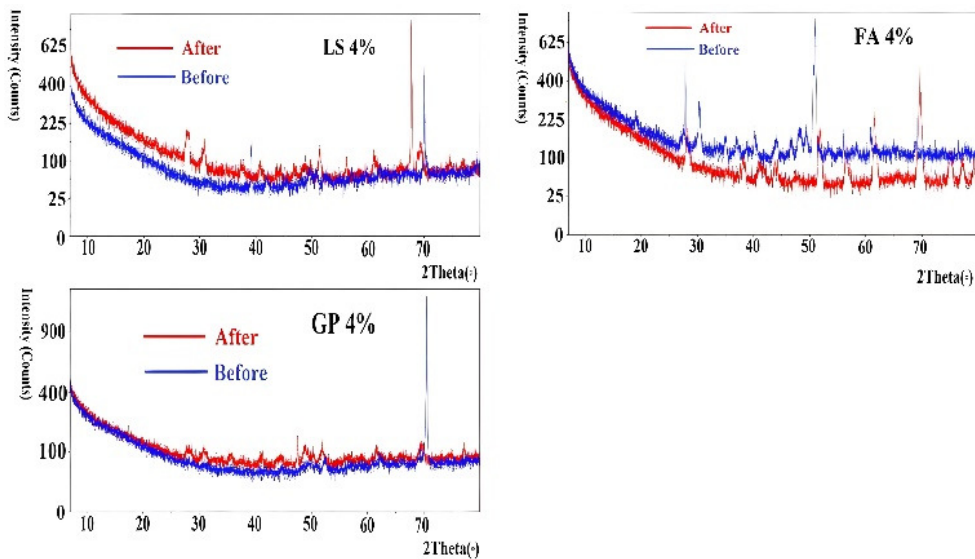 Intensity (Counts)
625
400
225
100
25
0
After
Before
LS 4%
10 20 30 40 50 60 70
2Theta(°)
Intensity (Counts)
625
400
225
100
25
0
After
Before
FA 4%
10 20 30 40 50 60 70
2Theta(°)
Intensity (Counts)
900
400
100
0
After
Before
GP 4%
10 20 30 40 50 60 70
2Theta(°)